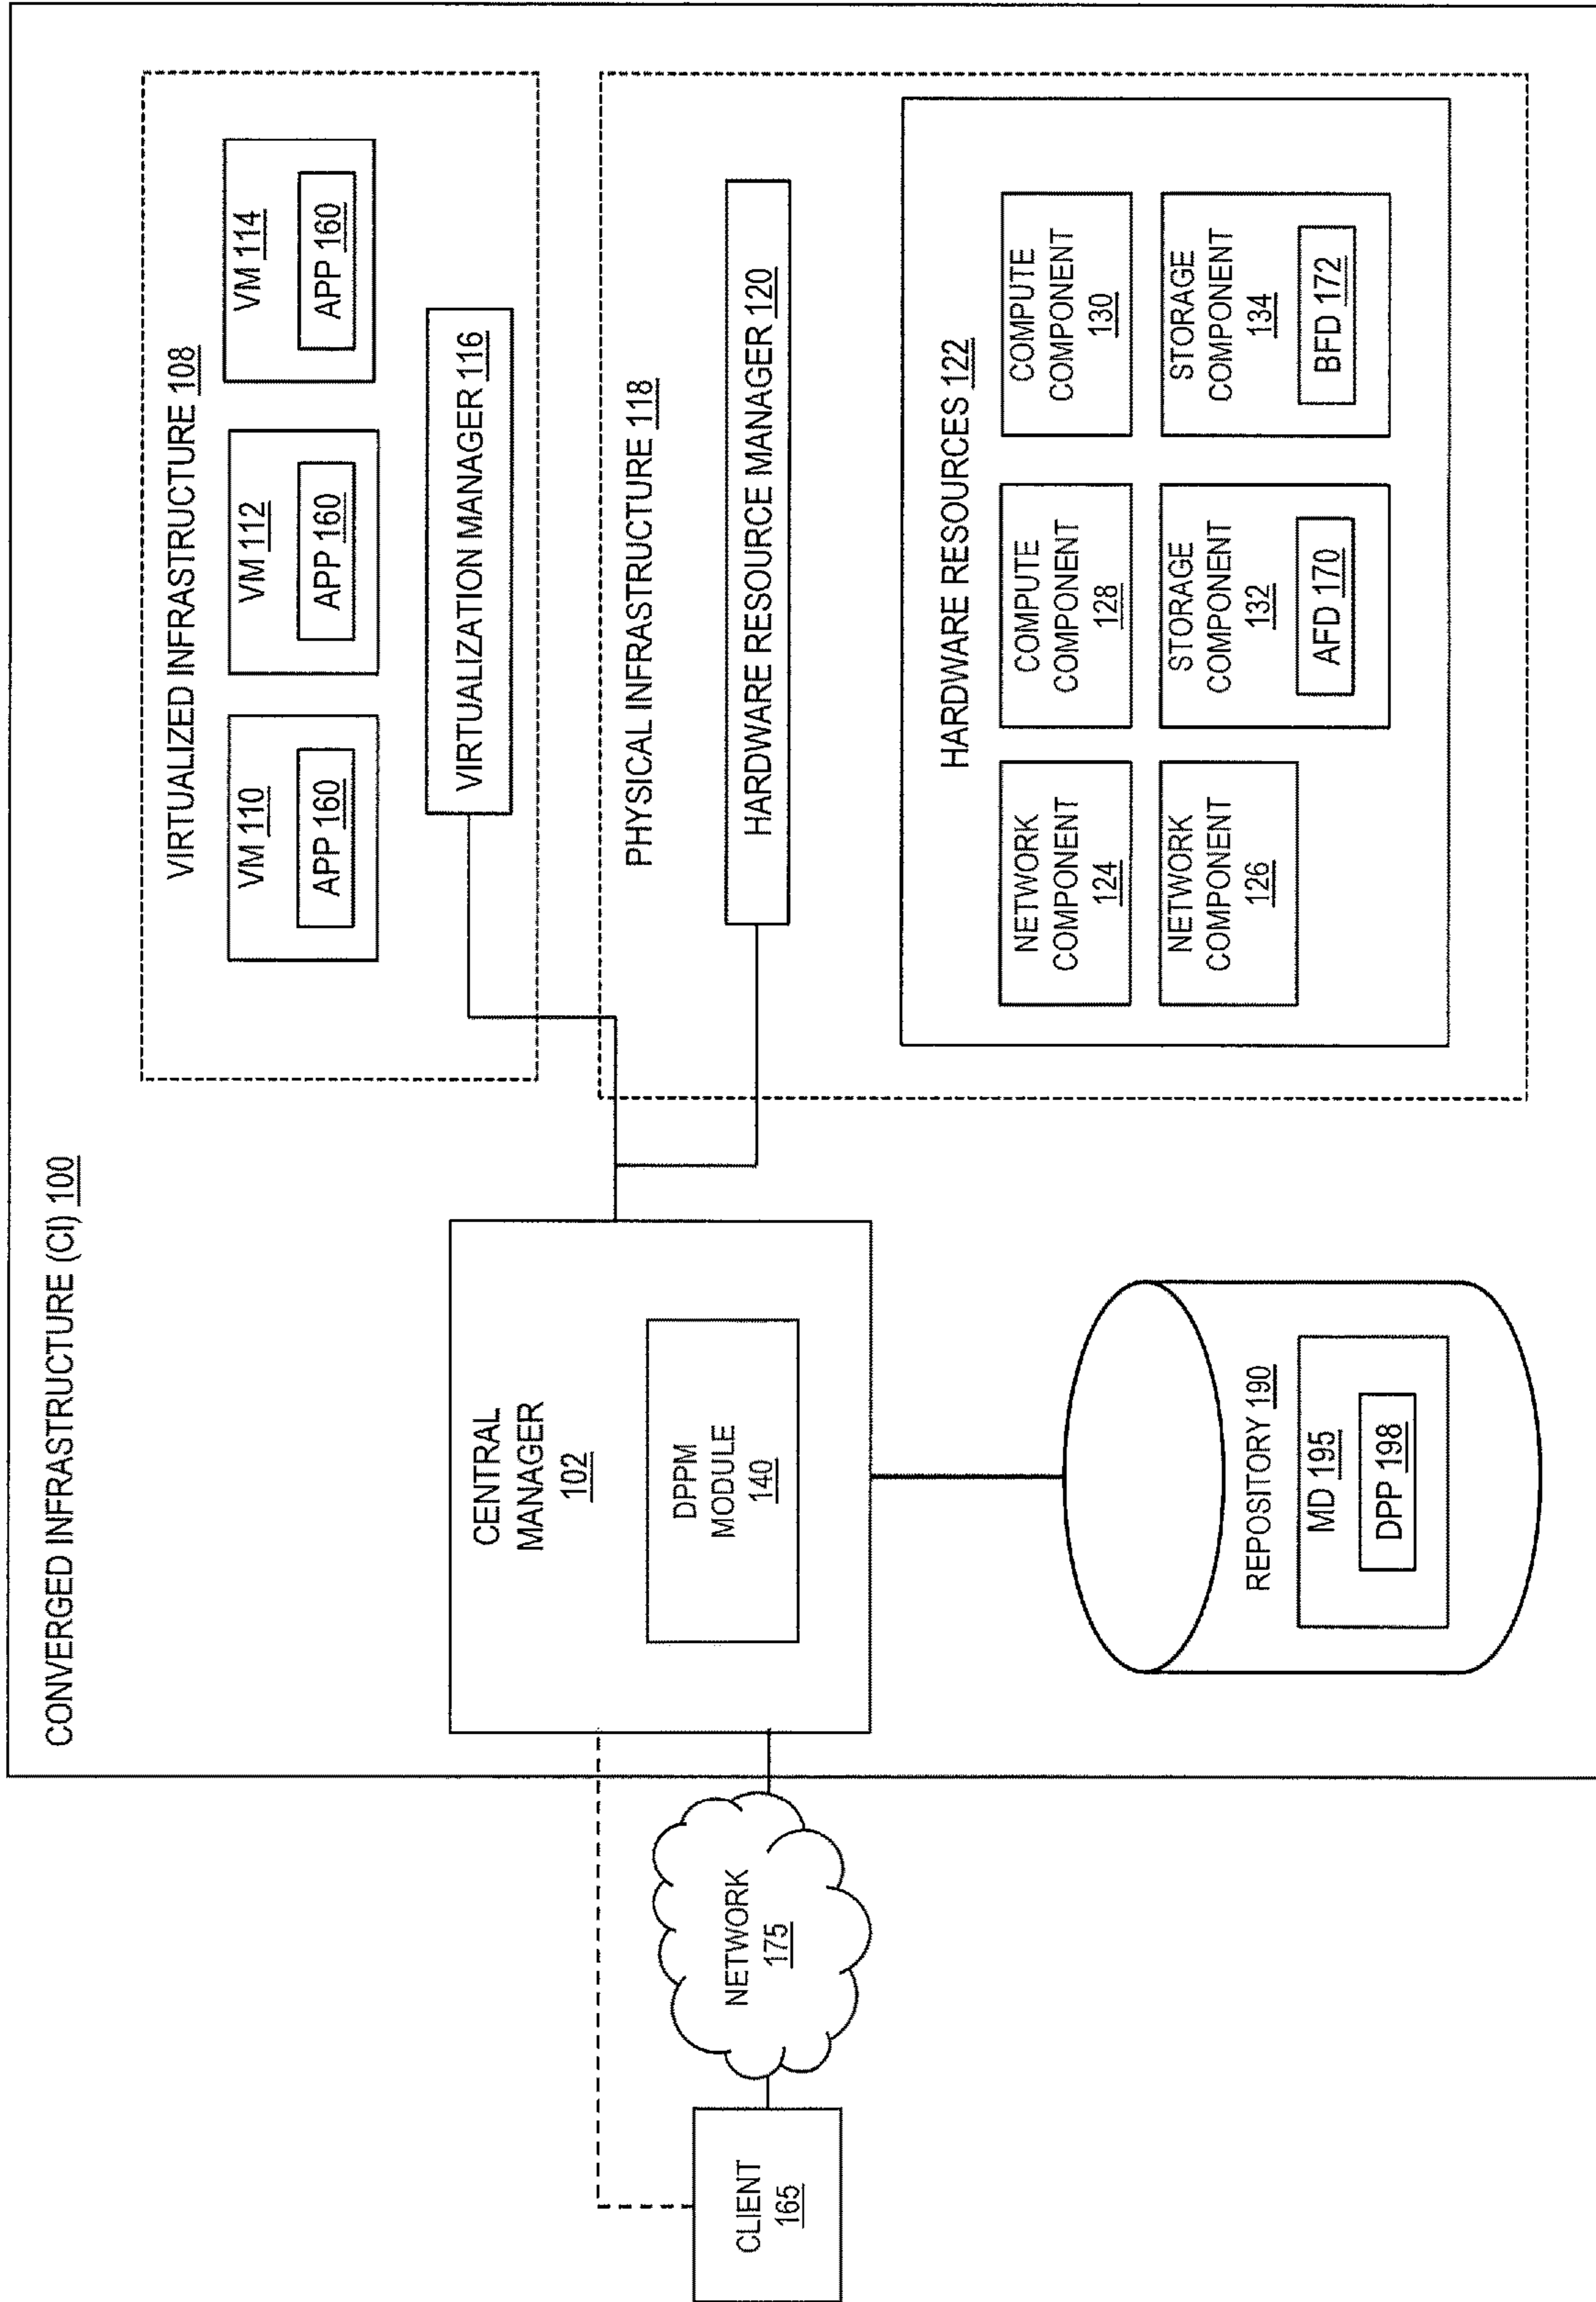 CONVERGED INFRASTRUCTURE (CI) 100
VIRTUALIZED INFRASTRUCTURE 108
VM 110
APP 160
VM 112
APP 160
VM 114
APP 160
VIRTUALIZATION MANAGER 116
PHYSICAL INFRASTRUCTURE 118
HARDWARE RESOURCE MANAGER 120
HARDWARE RESOURCES 122
NETWORK
COMPONENT
124
COMPUTE
COMPONENT
128
COMPUTE
COMPONENT
130
NETWORK
COMPONENT
126
STORAGE
COMPONENT
132
AFD 170
STORAGE
COMPONENT
134
BFD 172
CENTRAL
MANAGER
102
DPPM
MODULE
140
REPOSITORY 190
MD 195
DPP 198
NETWORK
175
CLIENT
165